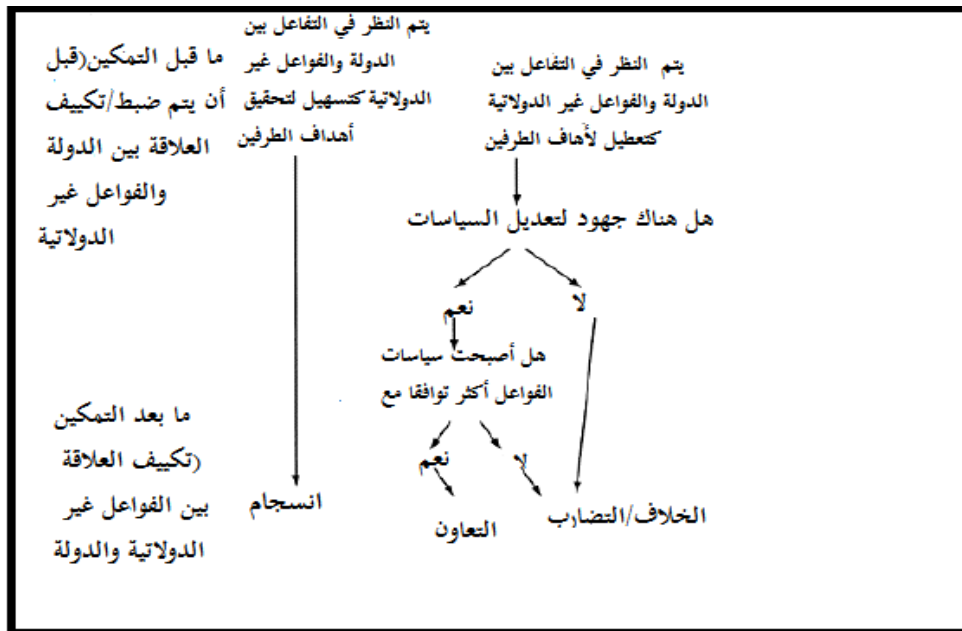 ما قبل التمكين(قبل
أن يتم ضبط/تكييف
العلاقة بين الدولة
والفواعل غير
الدولاتية
يتم النظر في التفاعل بين
الدولة والفواعل غير
الدولاتية كتسهيل لتحقيق
أهداف الطرفين
يتم النظر في التفاعل بين
الدولة والفواعل غير الدولاتية
كتعطيل لأهاف الطرفين
هل هناك جهود لتعديل السياسات
نعم
لا
هل أصبحت سياسات
الفواعل أكثر توافقا مع
نعم
لا
ما بعد التمكين
(تكييف العلاقة
بين الفواعل غير
الدولاتية والدولة
انسجام
التعاون
الخلاف/التضارب